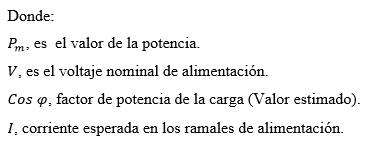 Donde:
𝑃ₘ, es  el valor de la potencia.
𝑉, es el voltaje nominal de alimentación.
𝐶𝑜𝑠 𝜑, factor de potencia de la carga (Valor estimado).
𝐼, corriente esperada en los ramales de alimentación.